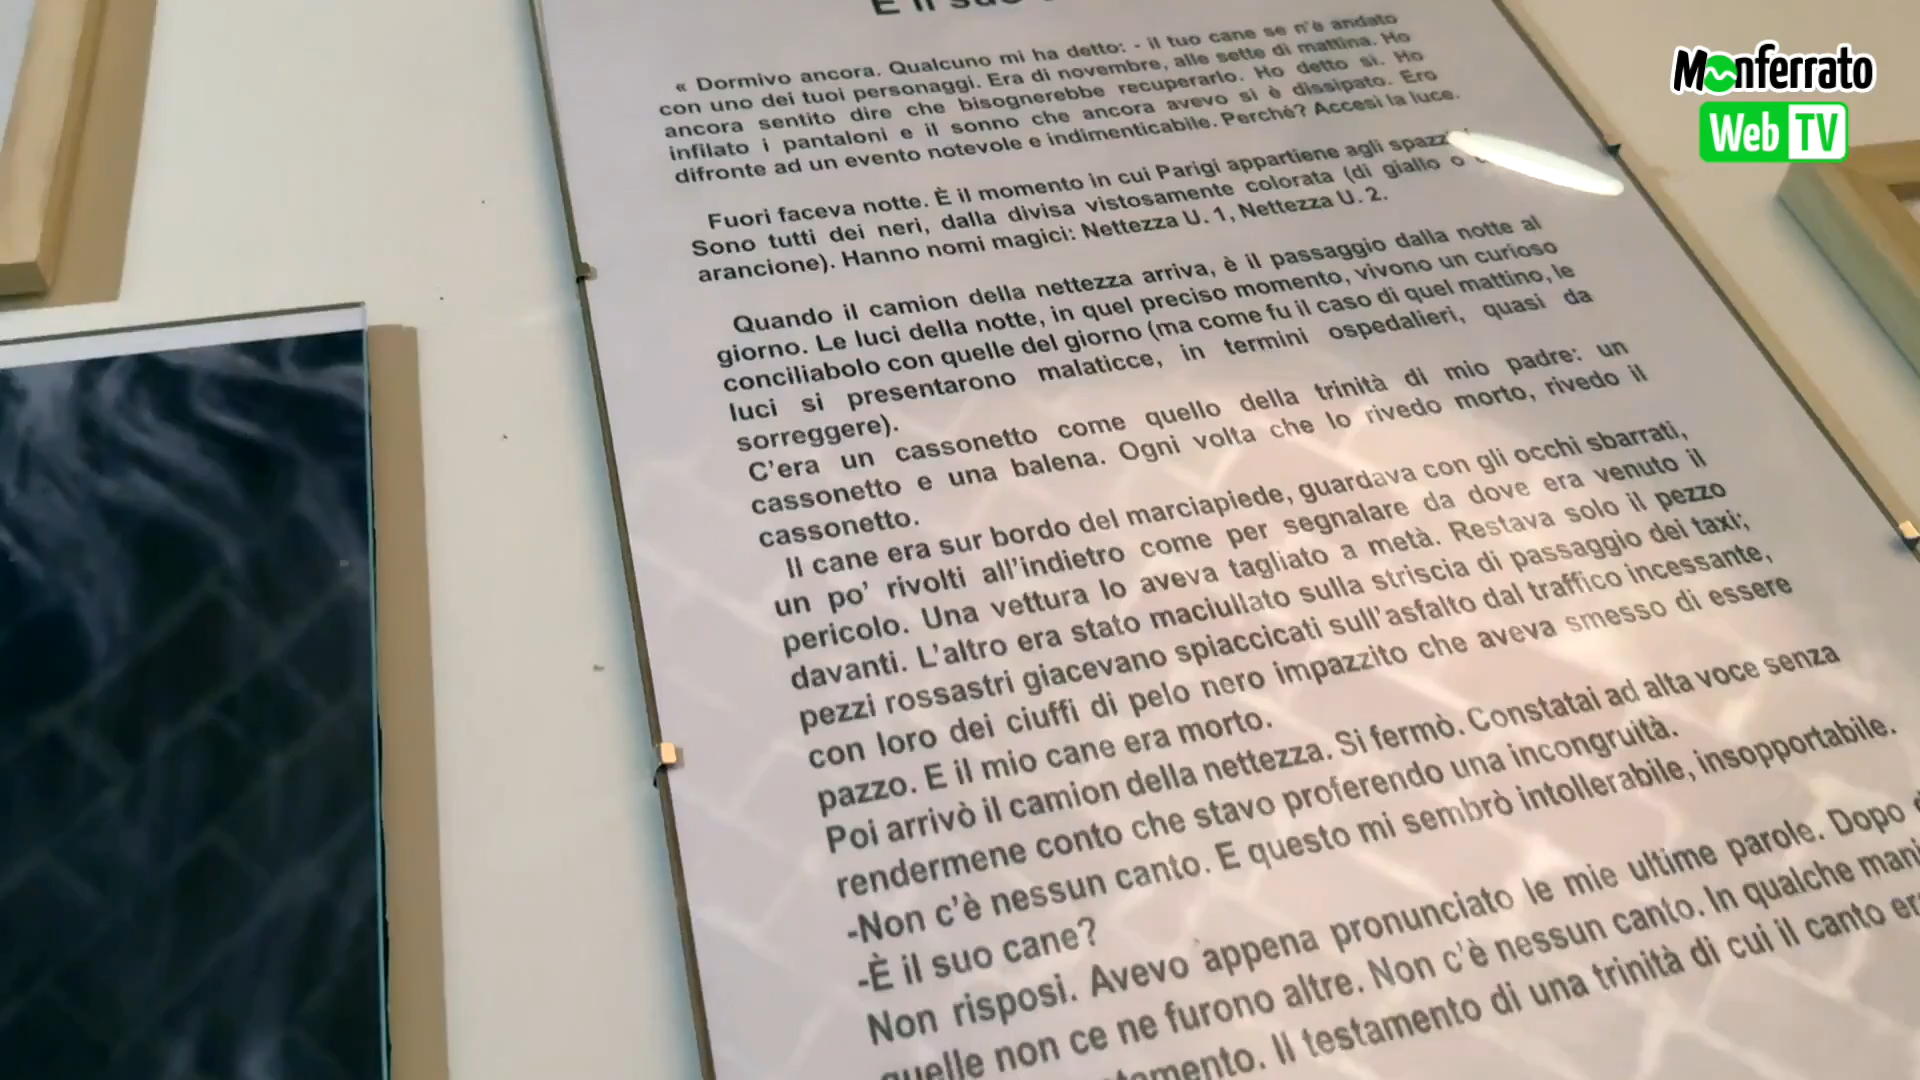 È il suo
« Dormivo ancora. Qualcuno mi ha detto: - il tuo cane se n'è andato
con uno dei tuoi personaggi. Era di novembre, alle sette di mattina. Ho
ancora sentito dire che bisognerebbe recuperarlo. Ho detto si. Ho
infilato i pantaloni e il sonno che ancora avevo si è dissipato. Ero
difronte ad un evento notevole e indimenticabile. Perché? Accesi la luce.
Fuori faceva notte. È il momento in cui Parigi appartiene agli
Sono tutti dei neri, dalla divisa vistosamente colorata (di giallo o
arancione). Hanno nomi magici: Nettezza U. 1, Nettezza U. 2.
Quando il camion della nettezza arriva, è il passaggio dalla notte al
giorno. Le luci della notte, in quel preciso momento, vivono un curioso
conciliabolo con quelle del giorno (ma come fu il caso di quel mattino, le
luci si presentarono malaticce, in termini ospedalieri, quasi da
sorreggere).
C'era un cassonetto come quello della trinità di mio padre: un
cassonetto e una balena. Ogni volta che lo rivedo morto, rivedo il
cassonetto.
Il cane era sur bordo del marciapiede, guardava con gli occhi sbarrati,
un po' rivolti all'indietro come per segnalare da dove era venuto il
pericolo. Una vettura lo aveva tagliato a metà. Restava solo il pezzo
davanti. L'altro era stato maciullato sulla striscia di passaggio dei taxi;
pezzi rossastri giacevano spiaccicati sull'asfalto dal traffico incessante,
con loro dei ciuffi di pelo nero impazzito che aveva smesso di essere
pazzo. E il mio cane era morto.
Poi arrivò il camion della nettezza. Si fermò. Constatai ad alta voce senza
rendermene conto che stavo proferendo una incongruità.
-Non c'è nessun canto. E questo mi sembrò intollerabile, insopportabile.
-È il suo cane?
Non risposi. Avevo appena pronunciato le mie ultime parole. Dopo
quelle non ce ne furono altre. Non c'è nessun canto. In qualche
Il testamento di una trinità di cui il canto
Monferrato
Web TV